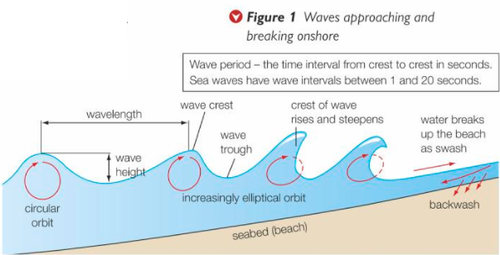 Figure 1 Waves approaching and
breaking onshore
Wave period – the time interval from crest to crest in seconds.
Sea waves have wave intervals between 1 and 20 seconds.
wavelength
wave crest
crest of wave
rises and steepens
water breaks
up the beach
as swash
wave
trough
wave
height
circular
orbit
increasingly elliptical orbit
backwash
seabed (beach)